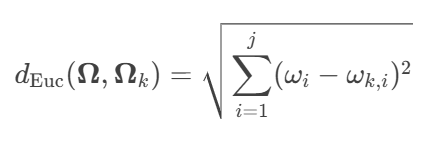 d_Euc(Ω, Ω_k) = √(∑_{i=1}^{j} (ω_i − ω_{k,i})²)